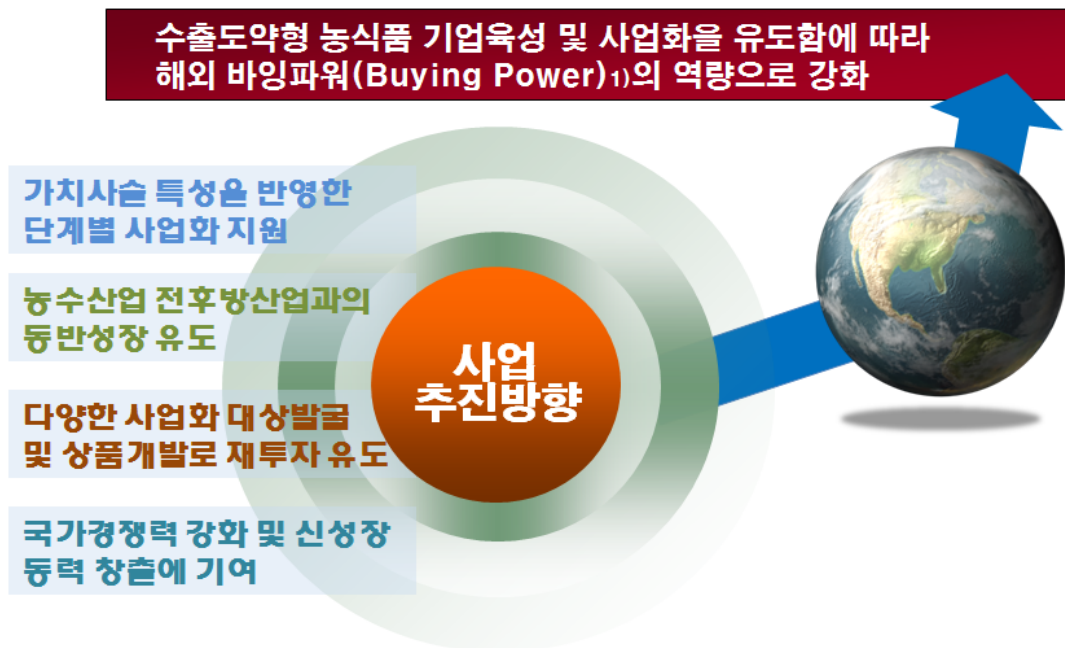 수출도약형 농식품 기업육성 및 사업화을 유도함에 따라
해외 바잉파워(Buying Power)1)의 역량으로 강화
가치사슬 특성을 반영한
단계별 사업화 지원
농수산업 전후방산업과의
동반성장 유도
다양한 사업화 대상발굴
및 상품개발로 재투자 유도
국가경쟁력 강화 및 신성장
동력 창출에 기여
사업
추진방향